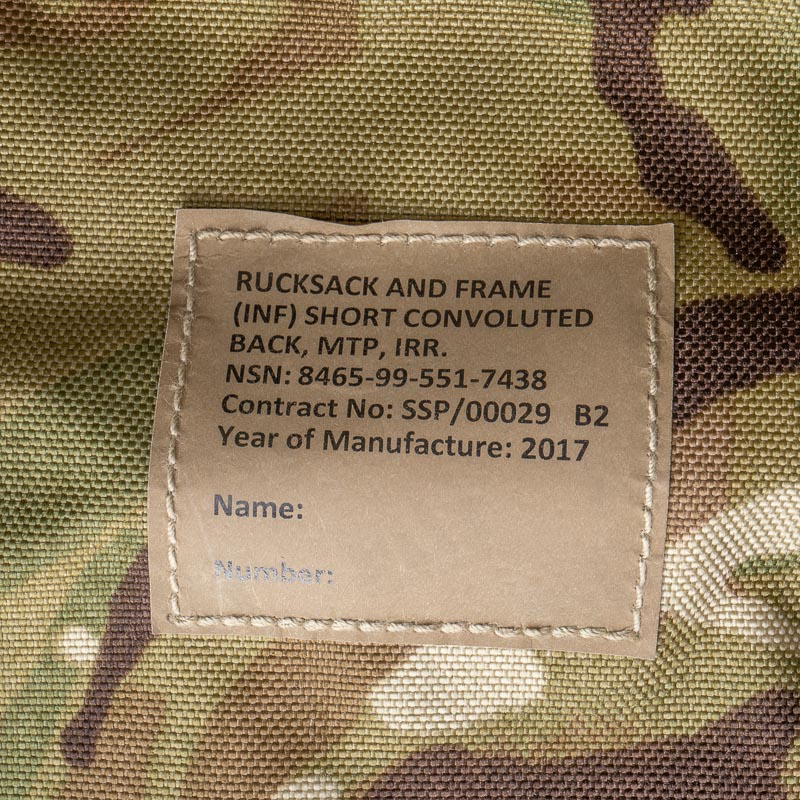 RUCKSACK AND FRAME
(INF) SHORT CONVOLUTED
BACK, MTP, IRR.
NSN: 8465-99-551-7438
Contract No: SSP/00029 B2
Year of Manufacture: 2017
Name:
Number: